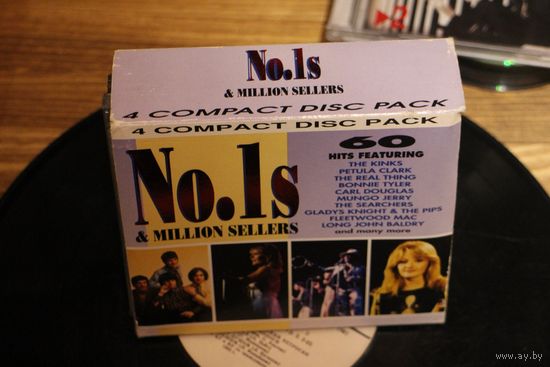 No.1s
& MILLION SELLERS
4 COMPACT DISC PACK
4 COMPACT DISC PACK
No.1s
& MILLION SELLERS
60
HITS FEATURING
THE KINKS
PETULA CLARK
THE REAL THING
BONNIE TYLER
CARL DOUGLAS
MUNGO JERRY
THE SEARCHERS
GLADYS KNIGHT & THE PIPS
FLEETWOOD MAC
LONG JOHN BALDRY
and many more
www.ay.by